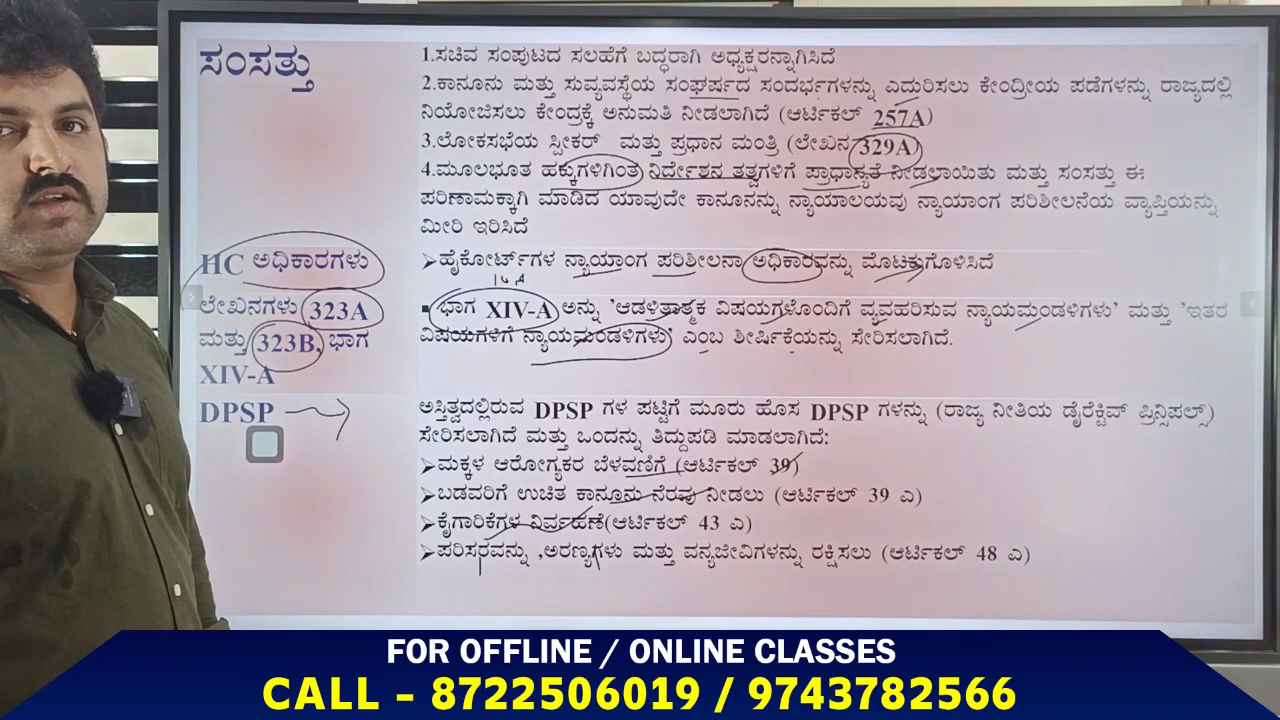 ಸಂಸತ್ತು
1.ಸಚಿವ ಸಂಪುಟದ ಸಲಹೆಗೆ ಬದ್ಧರಾಗಿ ಅಧ್ಯಕ್ಷರನ್ನಾಗಿಸಿದೆ
2.ಕಾನೂನು ಮತ್ತು ಸುವ್ಯವಸ್ಥೆಯ ಸಂಘರ್ಷದ ಸಂದರ್ಭಗಳನ್ನು ಎದುರಿಸಲು ಕೇಂದ್ರೀಯ ಪಡೆಗಳನ್ನು ರಾಜ್ಯದಲ್ಲಿ
ನಿಯೋಜಿಸಲು ಕೇಂದ್ರಕ್ಕೆ ಅನುಮತಿ ನೀಡಲಾಗಿದೆ (ಆರ್ಟಿಕಲ್ 257A)
3.ಲೋಕಸಭೆಯ ಸ್ಪೀಕರ್ ಮತ್ತು ಪ್ರಧಾನ ಮಂತ್ರಿ (ಲೇಖನ 329A)
4.ಮೂಲಭೂತ ಹಕ್ಕುಗಳಿಗಿಂತ ನಿರ್ದೇಶನ ತತ್ವಗಳಿಗೆ ಪ್ರಾಧಾನ್ಯತೆ ನೀಡಲಾಯಿತು ಮತ್ತು ಸಂಸತ್ತು ಈ
ಪರಿಣಾಮಕ್ಕಾಗಿ ಮಾಡಿದ ಯಾವುದೇ ಕಾನೂನನ್ನು ನ್ಯಾಯಾಲಯವು ನ್ಯಾಯಾಂಗ ಪರಿಶೀಲನೆಯ ವ್ಯಾಪ್ತಿಯನ್ನು
ಮೀರಿ ಇರಿಸಿದೆ
HC ಅಧಿಕಾರಗಳು
➤ಹೈಕೋರ್ಟ್‌ಗಳ ನ್ಯಾಯಾಂಗ ಪರಿಶೀಲನಾ ಅಧಿಕಾರವನ್ನು ಮೊಟಕುಗೊಳಿಸಿದೆ
ಲೇಖನಗಳು 323A
ಮತ್ತು 323B, ಭಾಗ
XIV-A
14 A
▪ ಭಾಗ XIV-A ಅನ್ನು 'ಆಡಳಿತಾತ್ಮಕ ವಿಷಯಗಳೊಂದಿಗೆ ವ್ಯವಹರಿಸುವ ನ್ಯಾಯಮಂಡಳಿಗಳು' ಮತ್ತು 'ಇತರ
ವಿಷಯಗಳಿಗೆ ನ್ಯಾಯಮಂಡಳಿಗಳು' ಎಂಬ ಶೀರ್ಷಿಕೆಯನ್ನು ಸೇರಿಸಲಾಗಿದೆ.
DPSP
ಅಸ್ತಿತ್ವದಲ್ಲಿರುವ DPSP ಗಳ ಪಟ್ಟಿಗೆ ಮೂರು ಹೊಸ DPSP ಗಳನ್ನು (ರಾಜ್ಯ ನೀತಿಯ ಡೈರೆಕ್ಟಿವ್ ಪ್ರಿನ್ಸಿಪಲ್ಸ್)
ಸೇರಿಸಲಾಗಿದೆ ಮತ್ತು ಒಂದನ್ನು ತಿದ್ದುಪಡಿ ಮಾಡಲಾಗಿದೆ:
➤ಮಕ್ಕಳ ಆರೋಗ್ಯಕರ ಬೆಳವಣಿಗೆ (ಆರ್ಟಿಕಲ್ 39)
➤ಬಡವರಿಗೆ ಉಚಿತ ಕಾನೂನು ನೆರವು ನೀಡಲು (ಆರ್ಟಿಕಲ್ 39 ಎ)
➤ಕೈಗಾರಿಕೆಗಳ ನಿರ್ವಹಣೆ(ಆರ್ಟಿಕಲ್ 43 ಎ)
➤ಪರಿಸರವನ್ನು ,ಅರಣ್ಯಗಳು ಮತ್ತು ವನ್ಯಜೀವಿಗಳನ್ನು ರಕ್ಷಿಸಲು (ಆರ್ಟಿಕಲ್ 48 ಎ)
FOR OFFLINE / ONLINE CLASSES
CALL – 8722506019 / 9743782566